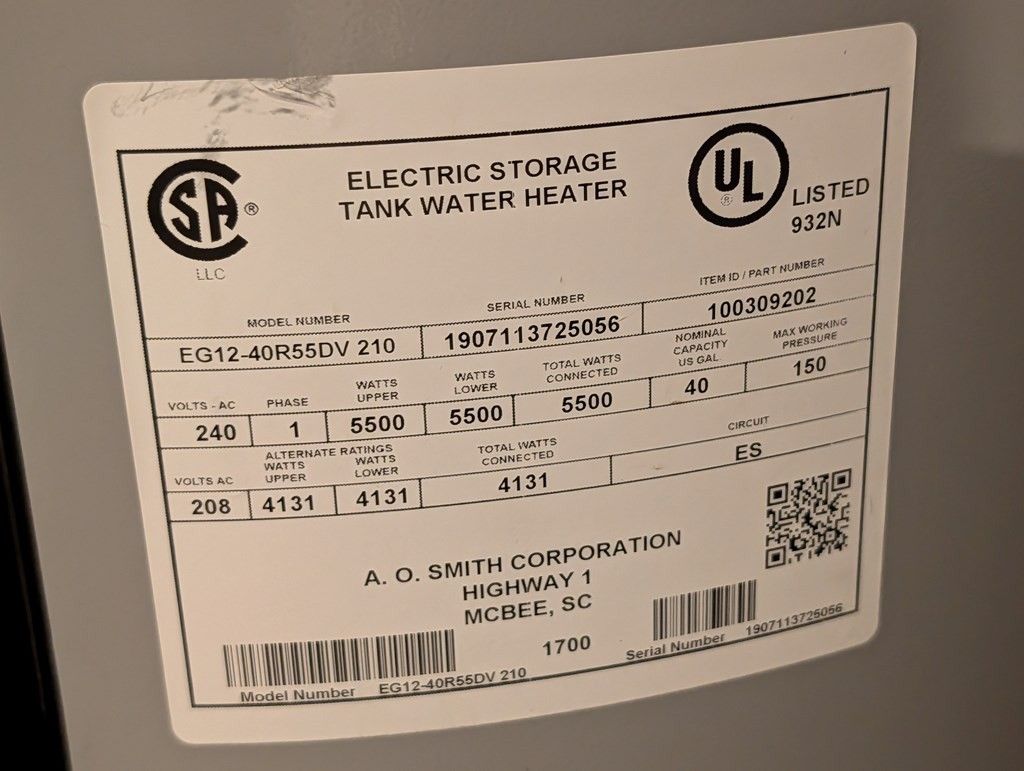 SA ®
LLC
ELECTRIC STORAGE
TANK WATER HEATER
UL ®
LISTED
932N
MODEL NUMBER
SERIAL NUMBER
ITEM ID / PART NUMBER
EG12-40R55DV 210
1907113725056
100309202
VOLTS - AC
PHASE
WATTS
UPPER
WATTS
LOWER
TOTAL WATTS
CONNECTED
NOMINAL
CAPACITY
US GAL
MAX WORKING
PRESSURE
240
1
5500
5500
5500
40
150
ALTERNATE RATINGS
VOLTS AC
WATTS
UPPER
WATTS
LOWER
TOTAL WATTS
CONNECTED
CIRCUIT
208
4131
4131
4131
ES
A. O. SMITH CORPORATION
HIGHWAY 1
MCBEE, SC
1700
Model Number EG12-40R55DV 210
Serial Number 1907113725056